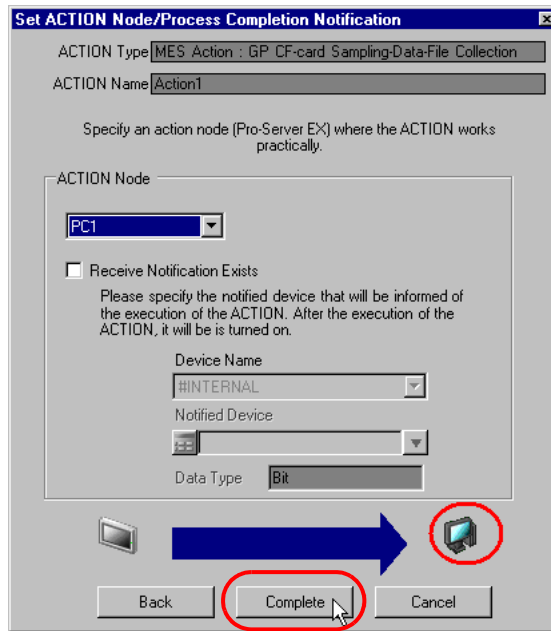 Set ACTION Node/Process Completion Notification
ACTION Type MES Action : GP CF-card Sampling-Data-File Collection
ACTION Name Action1
Specify an action node (Pro-Server EX) where the ACTION works
practically.
ACTION Node
PC1
Receive Notification Exists
Please specify the notified device that will be informed of
the execution of the ACTION. After the execution of the
ACTION, it will be is turned on.
Device Name
#INTERNAL
Notified Device
Data Type Bit
Back Complete Cancel